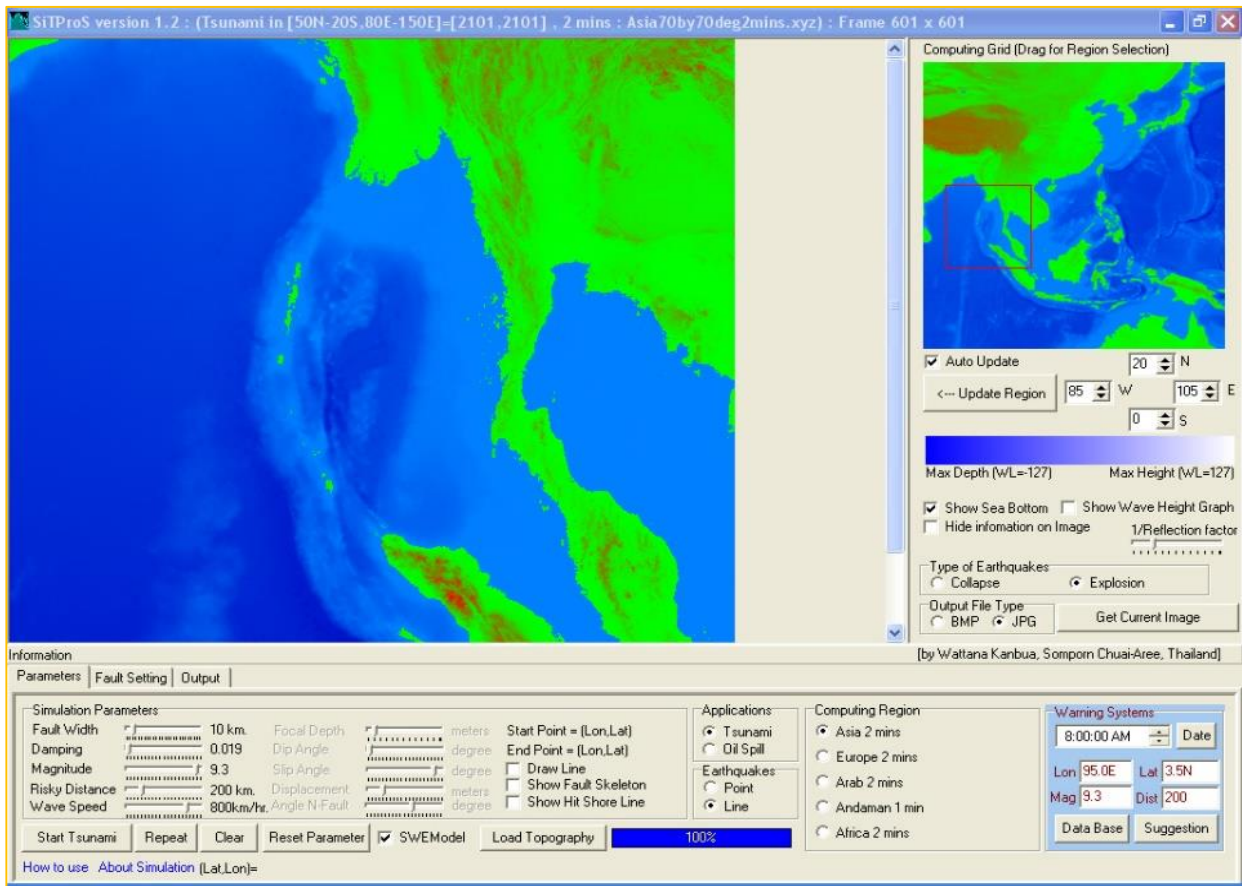 SiTProS version 1.2 : (Tsunami in [50N-20S,80E-150E]=[2101,2101] , 2 mins : Asia70by70deg2mins.xyz) : Frame 601 x 601
Computing Grid (Drag for Region Selection)
Auto Update
20 N
<--- Update Region
85 W
105 E
0 S
Max Depth (WL=-127)
Max Height (WL=127)
Show Sea Bottom
Show Wave Height Graph
Hide infomation on Image
1/Reflection factor
Type of Earthquakes
Collapse
Explosion
Output File Type
BMP
JPG
Get Current Image
Information
[by Wattana Kanbua, Somporn Chuai-Aree, Thailand]
Parameters
Fault Setting
Output
Simulation Parameters
Fault Width 10 km.
Damping 0.019
Magnitude 9.3
Risky Distance 200 km.
Wave Speed 800km/hr.
Focal Depth meters
Dip Angle degree
Slip Angle degree
Displacement meters
Angle N-Fault degree
Start Point = (Lon,Lat)
End Point = (Lon,Lat)
Draw Line
Show Fault Skeleton
Show Hit Shore Line
Applications
Tsunami
Oil Spill
Earthquakes
Point
Line
Computing Region
Asia 2 mins
Europe 2 mins
Arab 2 mins
Andaman 1 min
Africa 2 mins
Warning Systems
8:00:00 AM
Date
Lon 95.0E Lat 3.5N
Mag 9.3 Dist 200
Data Base
Suggestion
Start Tsunami
Repeat
Clear
Reset Parameter
SWEModel
Load Topography
100%
How to use About Simulation (Lat,Lon)=